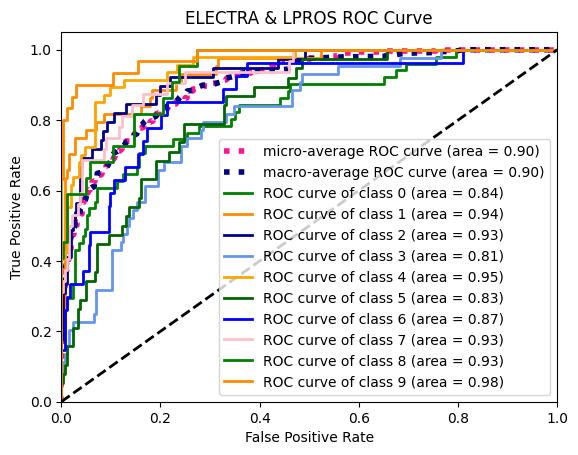 ELECTRA & LPROS ROC Curve
True Positive Rate
1.0
0.8
0.6
0.4
0.2
0.0
micro-average ROC curve (area = 0.90)
macro-average ROC curve (area = 0.90)
ROC curve of class 0 (area = 0.84)
ROC curve of class 1 (area = 0.94)
ROC curve of class 2 (area = 0.93)
ROC curve of class 3 (area = 0.81)
ROC curve of class 4 (area = 0.95)
ROC curve of class 5 (area = 0.83)
ROC curve of class 6 (area = 0.87)
ROC curve of class 7 (area = 0.93)
ROC curve of class 8 (area = 0.93)
ROC curve of class 9 (area = 0.98)
0.0 0.2 0.4 0.6 0.8 1.0
False Positive Rate